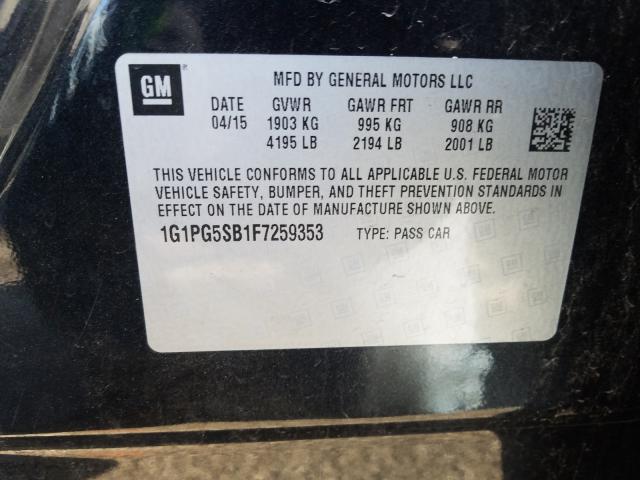 GM
MFD BY GENERAL MOTORS LLC
DATE GVWR GAWR FRT GAWR RR
04/15 1903 KG 995 KG 908 KG
4195 LB 2194 LB 2001 LB
THIS VEHICLE CONFORMS TO ALL APPLICABLE U.S. FEDERAL MOTOR
VEHICLE SAFETY, BUMPER, AND THEFT PREVENTION STANDARDS IN
EFFECT ON THE DATE OF MANUFACTURE SHOWN ABOVE.
1G1PG5SB1F7259353 TYPE: PASS CAR